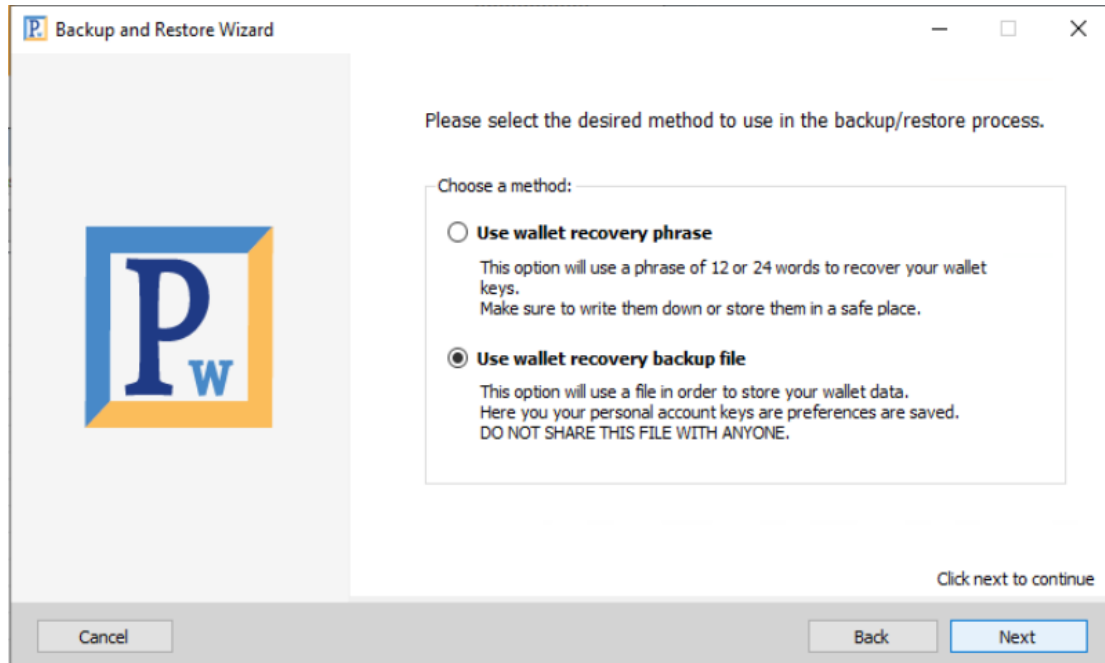 Backup and Restore Wizard
Please select the desired method to use in the backup/restore process.
Choose a method:
Use wallet recovery phrase
This option will use a phrase of 12 or 24 words to recover your wallet
keys.
Make sure to write them down or store them in a safe place.
Use wallet recovery backup file
This option will use a file in order to store your wallet data.
Here you your personal account keys are preferences are saved.
DO NOT SHARE THIS FILE WITH ANYONE.
PW
Click next to continue
Cancel
Back
Next